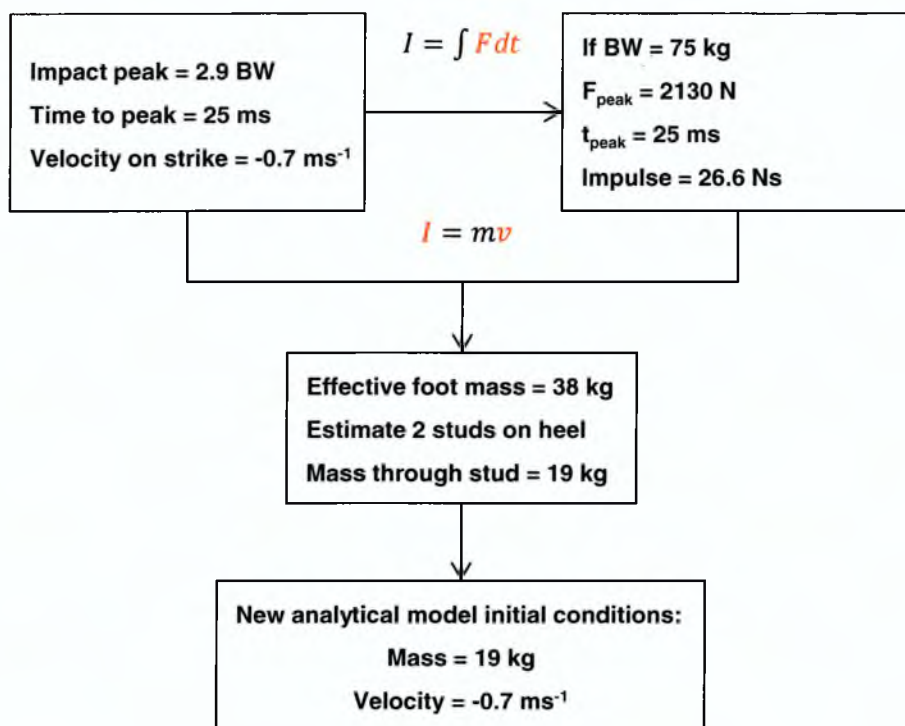 I = ∫ Fdt
Impact peak = 2.9 BW
Time to peak = 25 ms
Velocity on strike = -0.7 ms⁻¹
If BW = 75 kg
F_peak = 2130 N
t_peak = 25 ms
Impulse = 26.6 Ns
I = mv
Effective foot mass = 38 kg
Estimate 2 studs on heel
Mass through stud = 19 kg
New analytical model initial conditions:
Mass = 19 kg
Velocity = -0.7 ms⁻¹